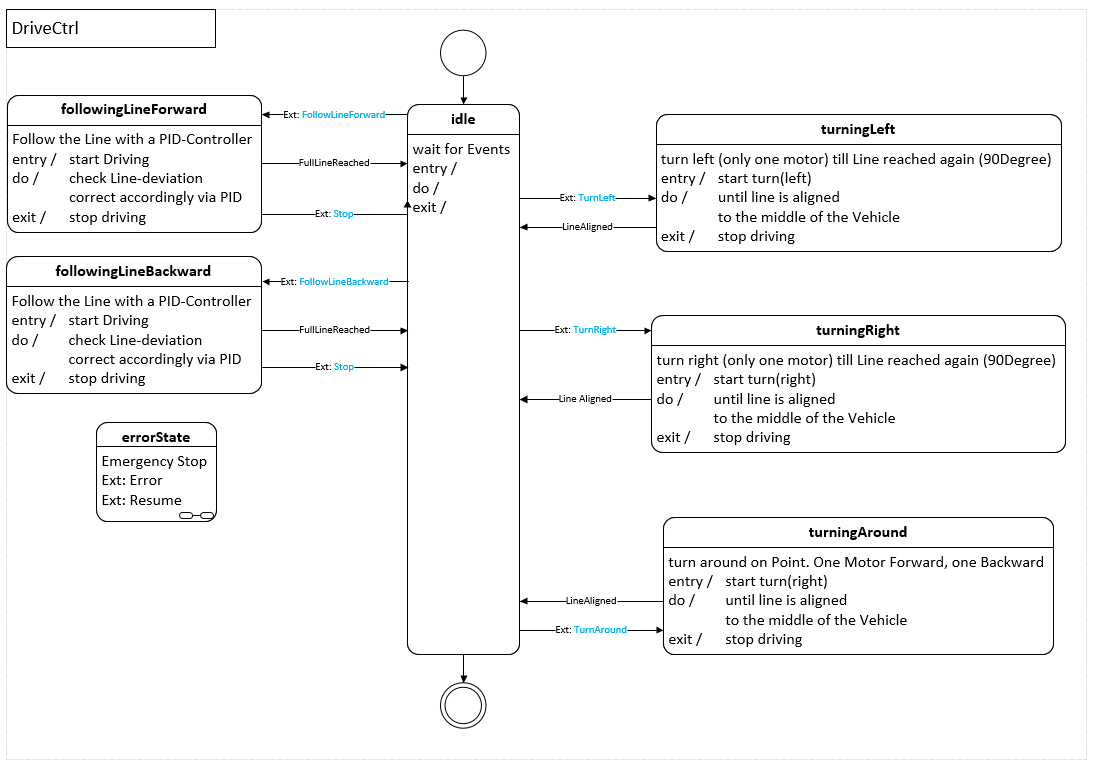 DriveCtrl
followingLineForward
Follow the Line with a PID-Controller
entry / start Driving
do / check Line-deviation
correct accordingly via PID
exit / stop driving
Ext: FollowLineForward
FullLineReached
Ext: Stop
followingLineBackward
Follow the Line with a PID-Controller
entry / start Driving
do / check Line-deviation
correct accordingly via PID
exit / stop driving
Ext: FollowLineBackward
FullLineReached
Ext: Stop
errorState
Emergency Stop
Ext: Error
Ext: Resume
idle
wait for Events
entry /
do /
exit /
Ext: TurnLeft
LineAligned
turningLeft
turn left (only one motor) till Line reached again (90Degree)
entry / start turn(left)
do / until line is aligned
to the middle of the Vehicle
exit / stop driving
Ext: TurnRight
Line Aligned
turningRight
turn right (only one motor) till Line reached again (90Degree)
entry / start turn(right)
do / until line is aligned
to the middle of the Vehicle
exit / stop driving
LineAligned
Ext: TurnAround
turningAround
turn around on Point. One Motor Forward, one Backward
entry / start turn(right)
do / until line is aligned
to the middle of the Vehicle
exit / stop driving